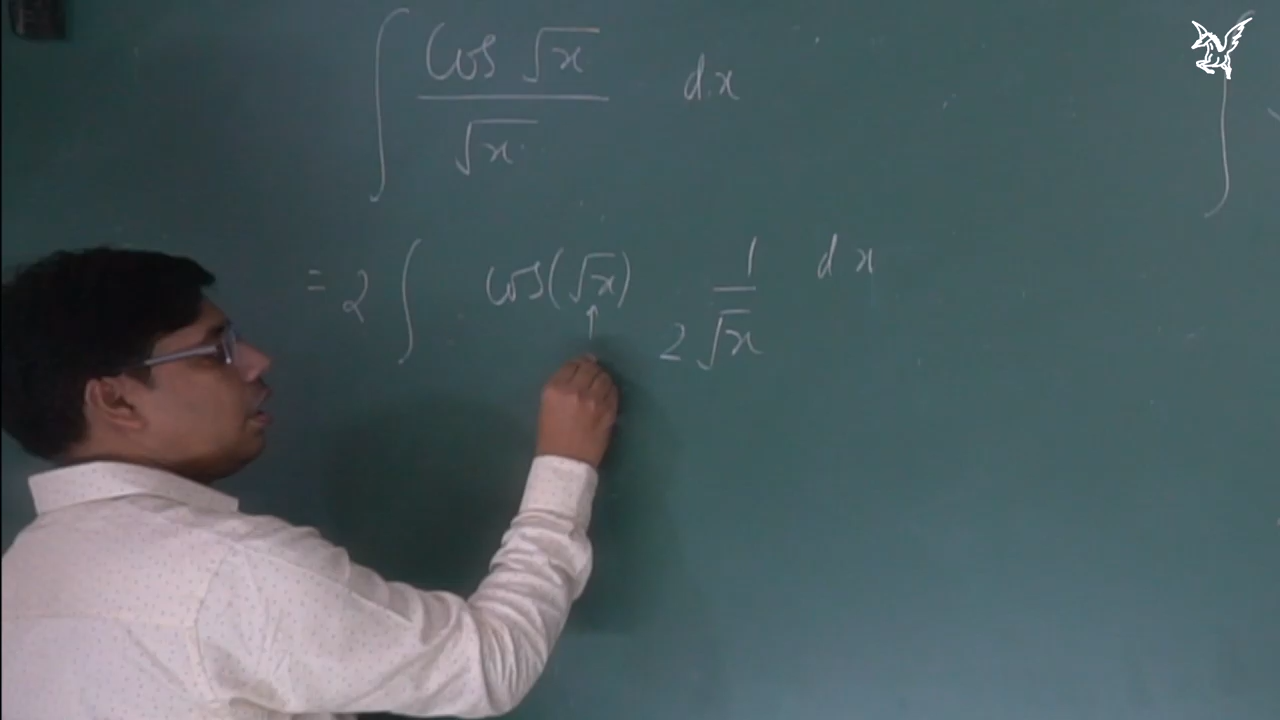 ∫ cos √x / √x dx
= 2 ∫ cos(√x) 1 / 2√x dx
∫